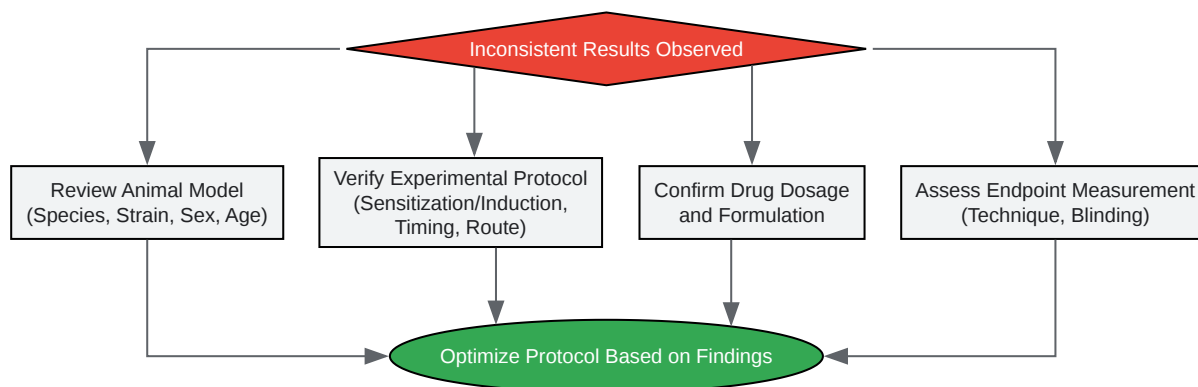 Inconsistent Results Observed
Review Animal Model
(Species, Strain, Sex, Age)
Verify Experimental Protocol
(Sensitization/Induction,
Timing, Route)
Confirm Drug Dosage
and Formulation
Assess Endpoint Measurement
(Technique, Blinding)
Optimize Protocol Based on Findings